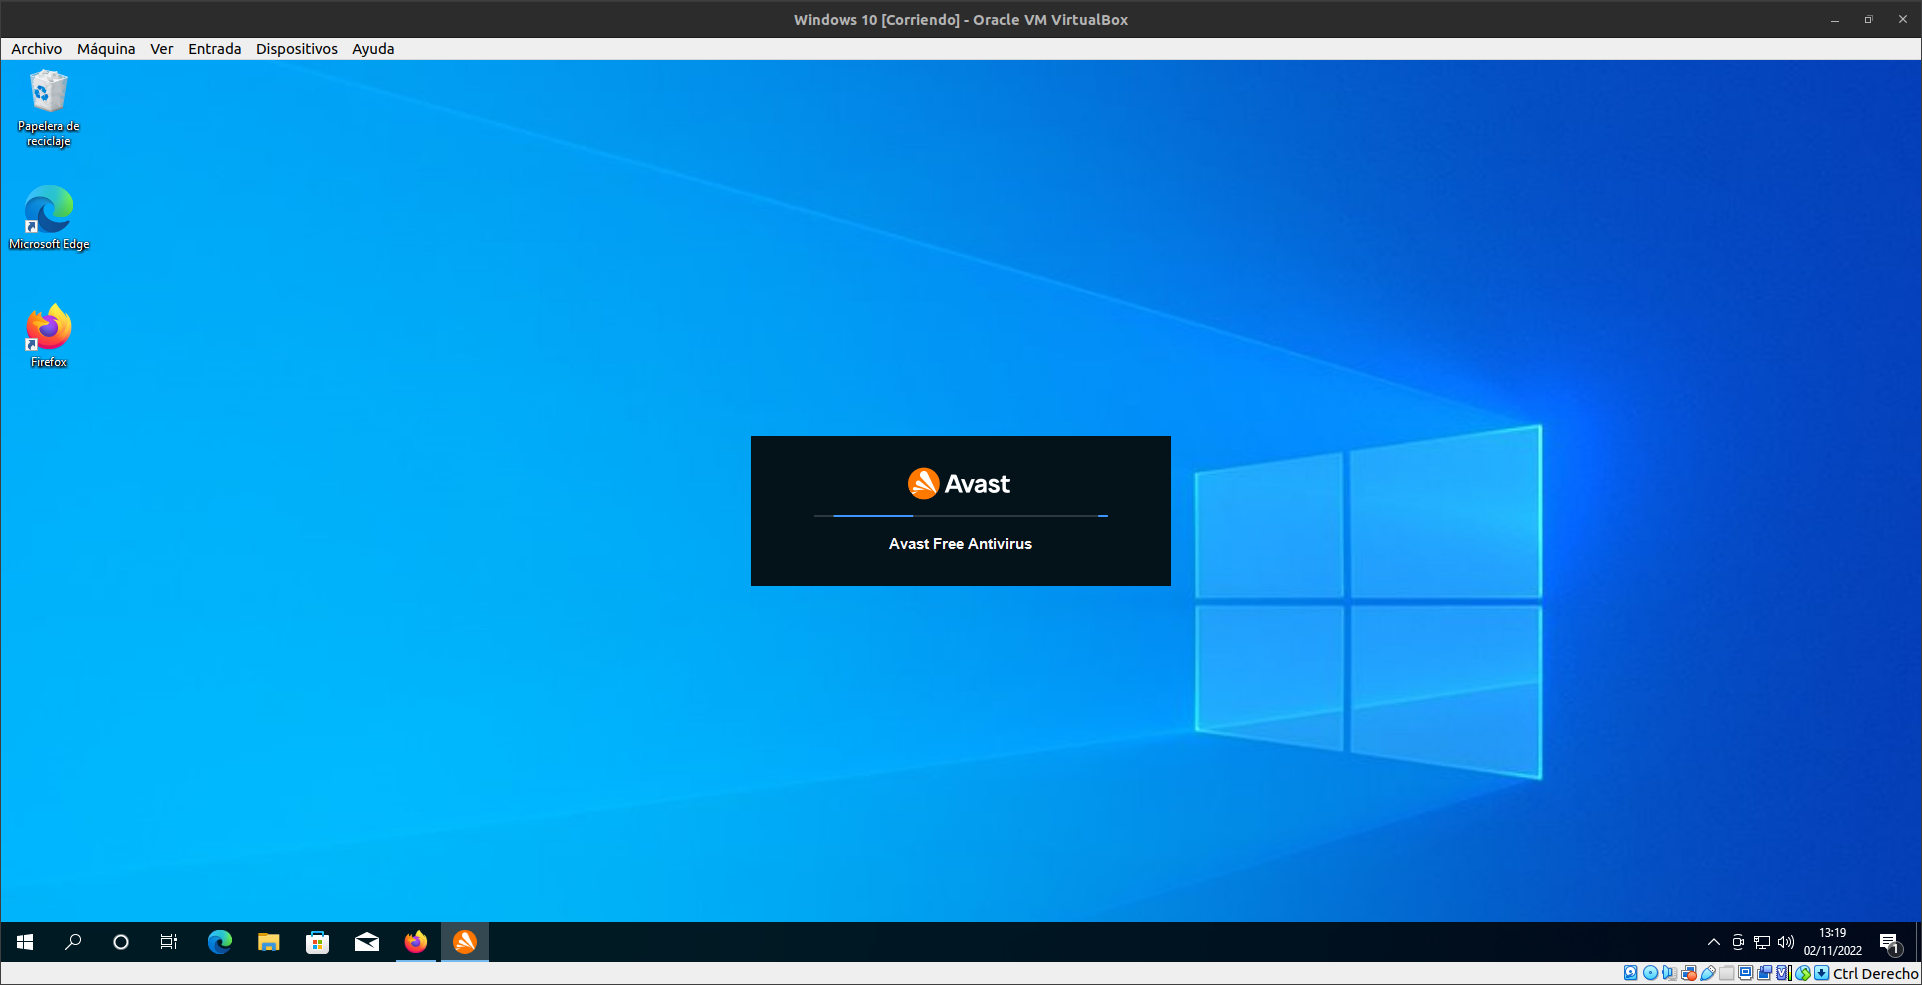 Windows 10 [Corriendo] - Oracle VM VirtualBox
Archivo Máquina Ver Entrada Dispositivos Ayuda
Papelera de
reciclaje
Microsoft Edge
Firefox
Avast
Avast Free Antivirus
13:19
02/11/2022
1
Ctrl Derecho